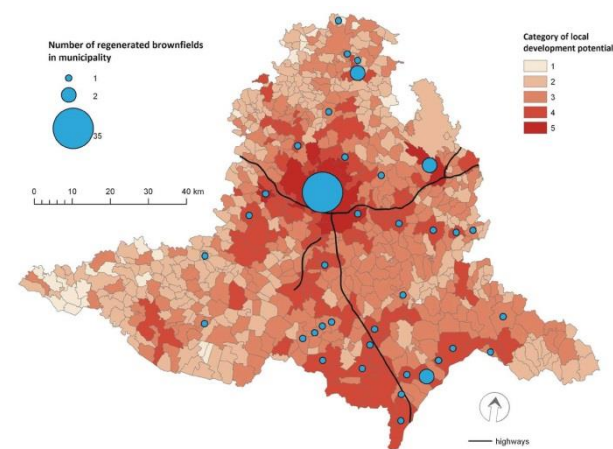 Number of regenerated brownfields
in municipality
1
2
35
0 10 20 30 40 km
Category of local
development potential
1
2
3
4
5
highways